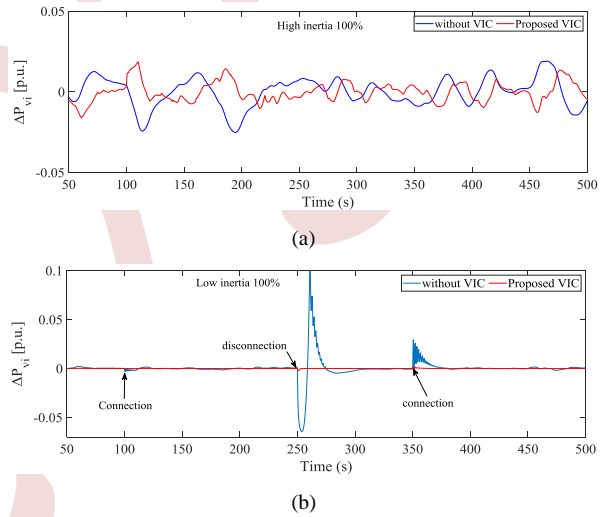 0.05
High inertia 100%
without VIC
Proposed VIC
ΔP_vi [p.u.]
0
-0.05
50 100 150 200 250 300 350 400 450 500
Time (s)
(a)
0.1
Low inertia 100%
without VIC
Proposed VIC
ΔP_vi [p.u.]
0.05
disconnection
0
Connection
connection
-0.05
50 100 150 200 250 300 350 400 450 500
Time (s)
(b)